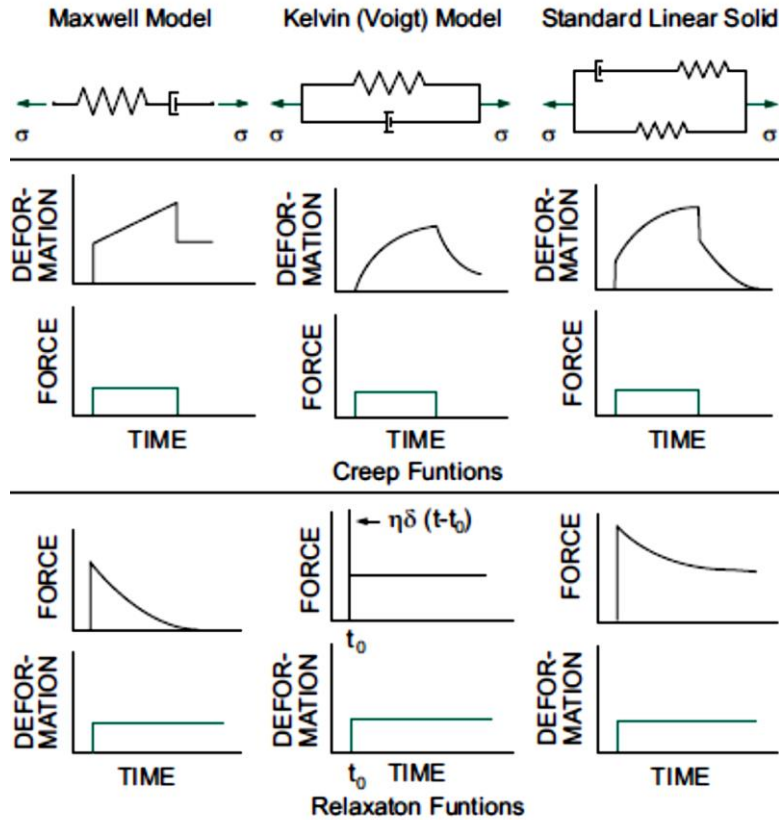 Maxwell Model
Kelvin (Voigt) Model
Standard Linear Solid
σ
σ
σ
σ
σ
σ
DEFOR-
MATION
DEFOR-
MATION
DEFOR-
MATION
FORCE
FORCE
FORCE
TIME
TIME
TIME
Creep Funtions
FORCE
FORCE
ηδ (t-t0)
t0
FORCE
DEFOR-
MATION
DEFOR-
MATION
DEFOR-
MATION
TIME
t0
TIME
TIME
Relaxaton Funtions